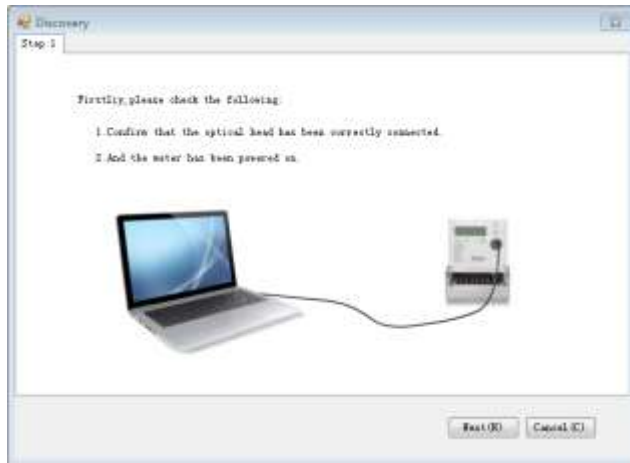 Discovery
Step 1
Firstly,please check the following:
1.Confirm that the optical head has been correctly connected.
2.And the meter has been powered on.
Next(N)
Cancel(C)